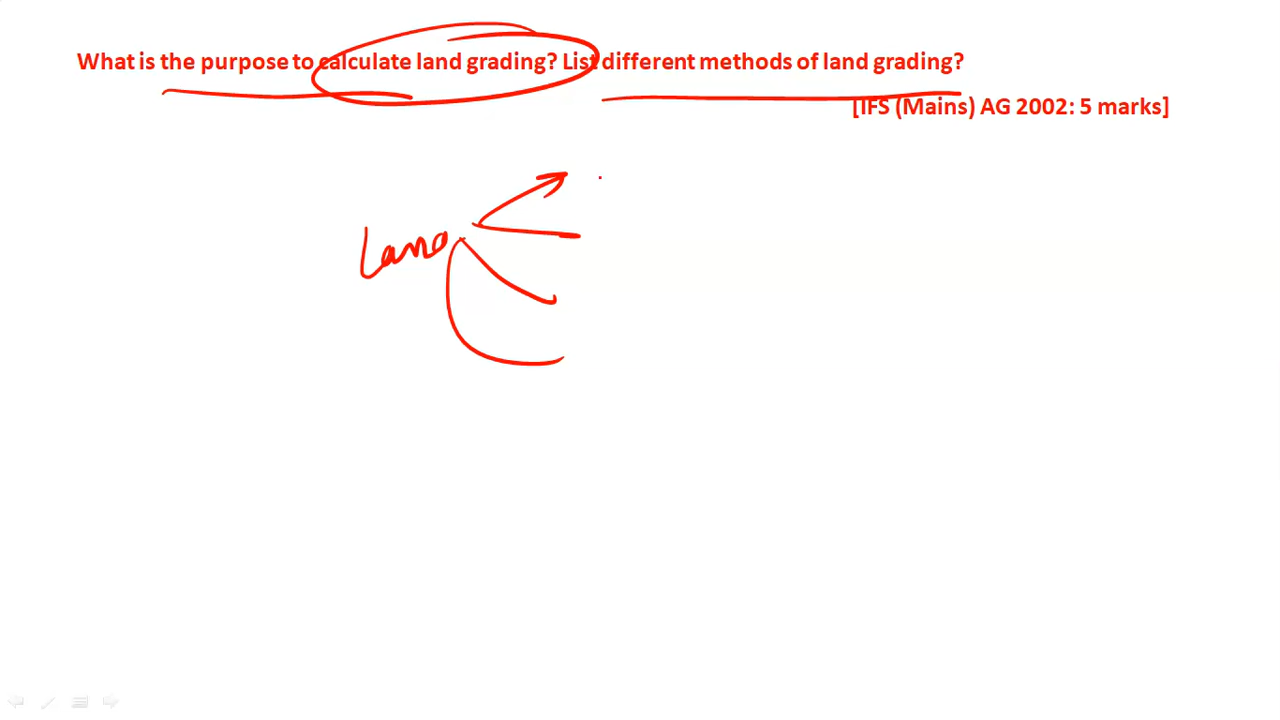 What is the purpose to calculate land grading? List different methods of land grading?
[IFS (Mains) AG 2002: 5 marks]
Land